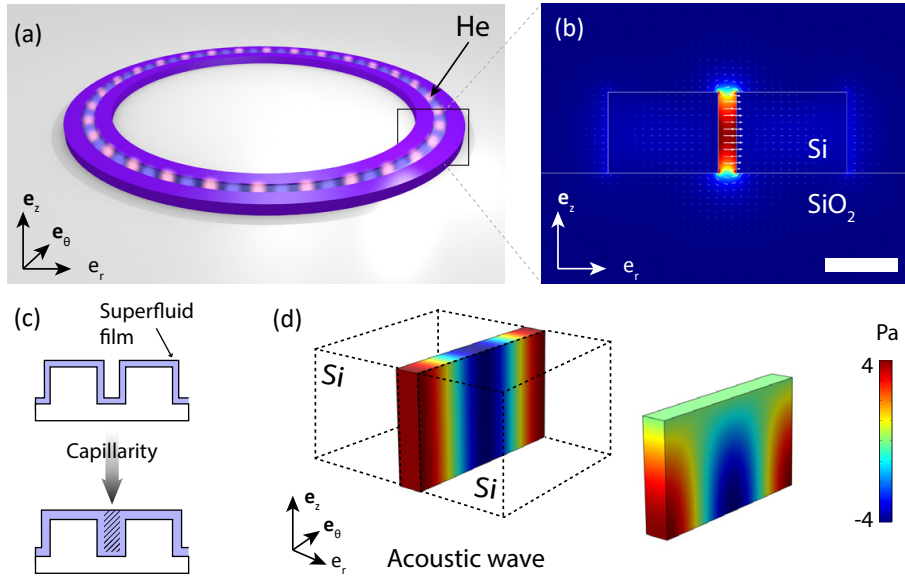 (a)
He
e_z
e_θ
e_r
(b)
Si
SiO₂
e_z
e_r
(c)
Superfluid
film
Capillarity
(d)
Si
Si
e_z
e_θ
e_r
Acoustic wave
Pa
4
-4